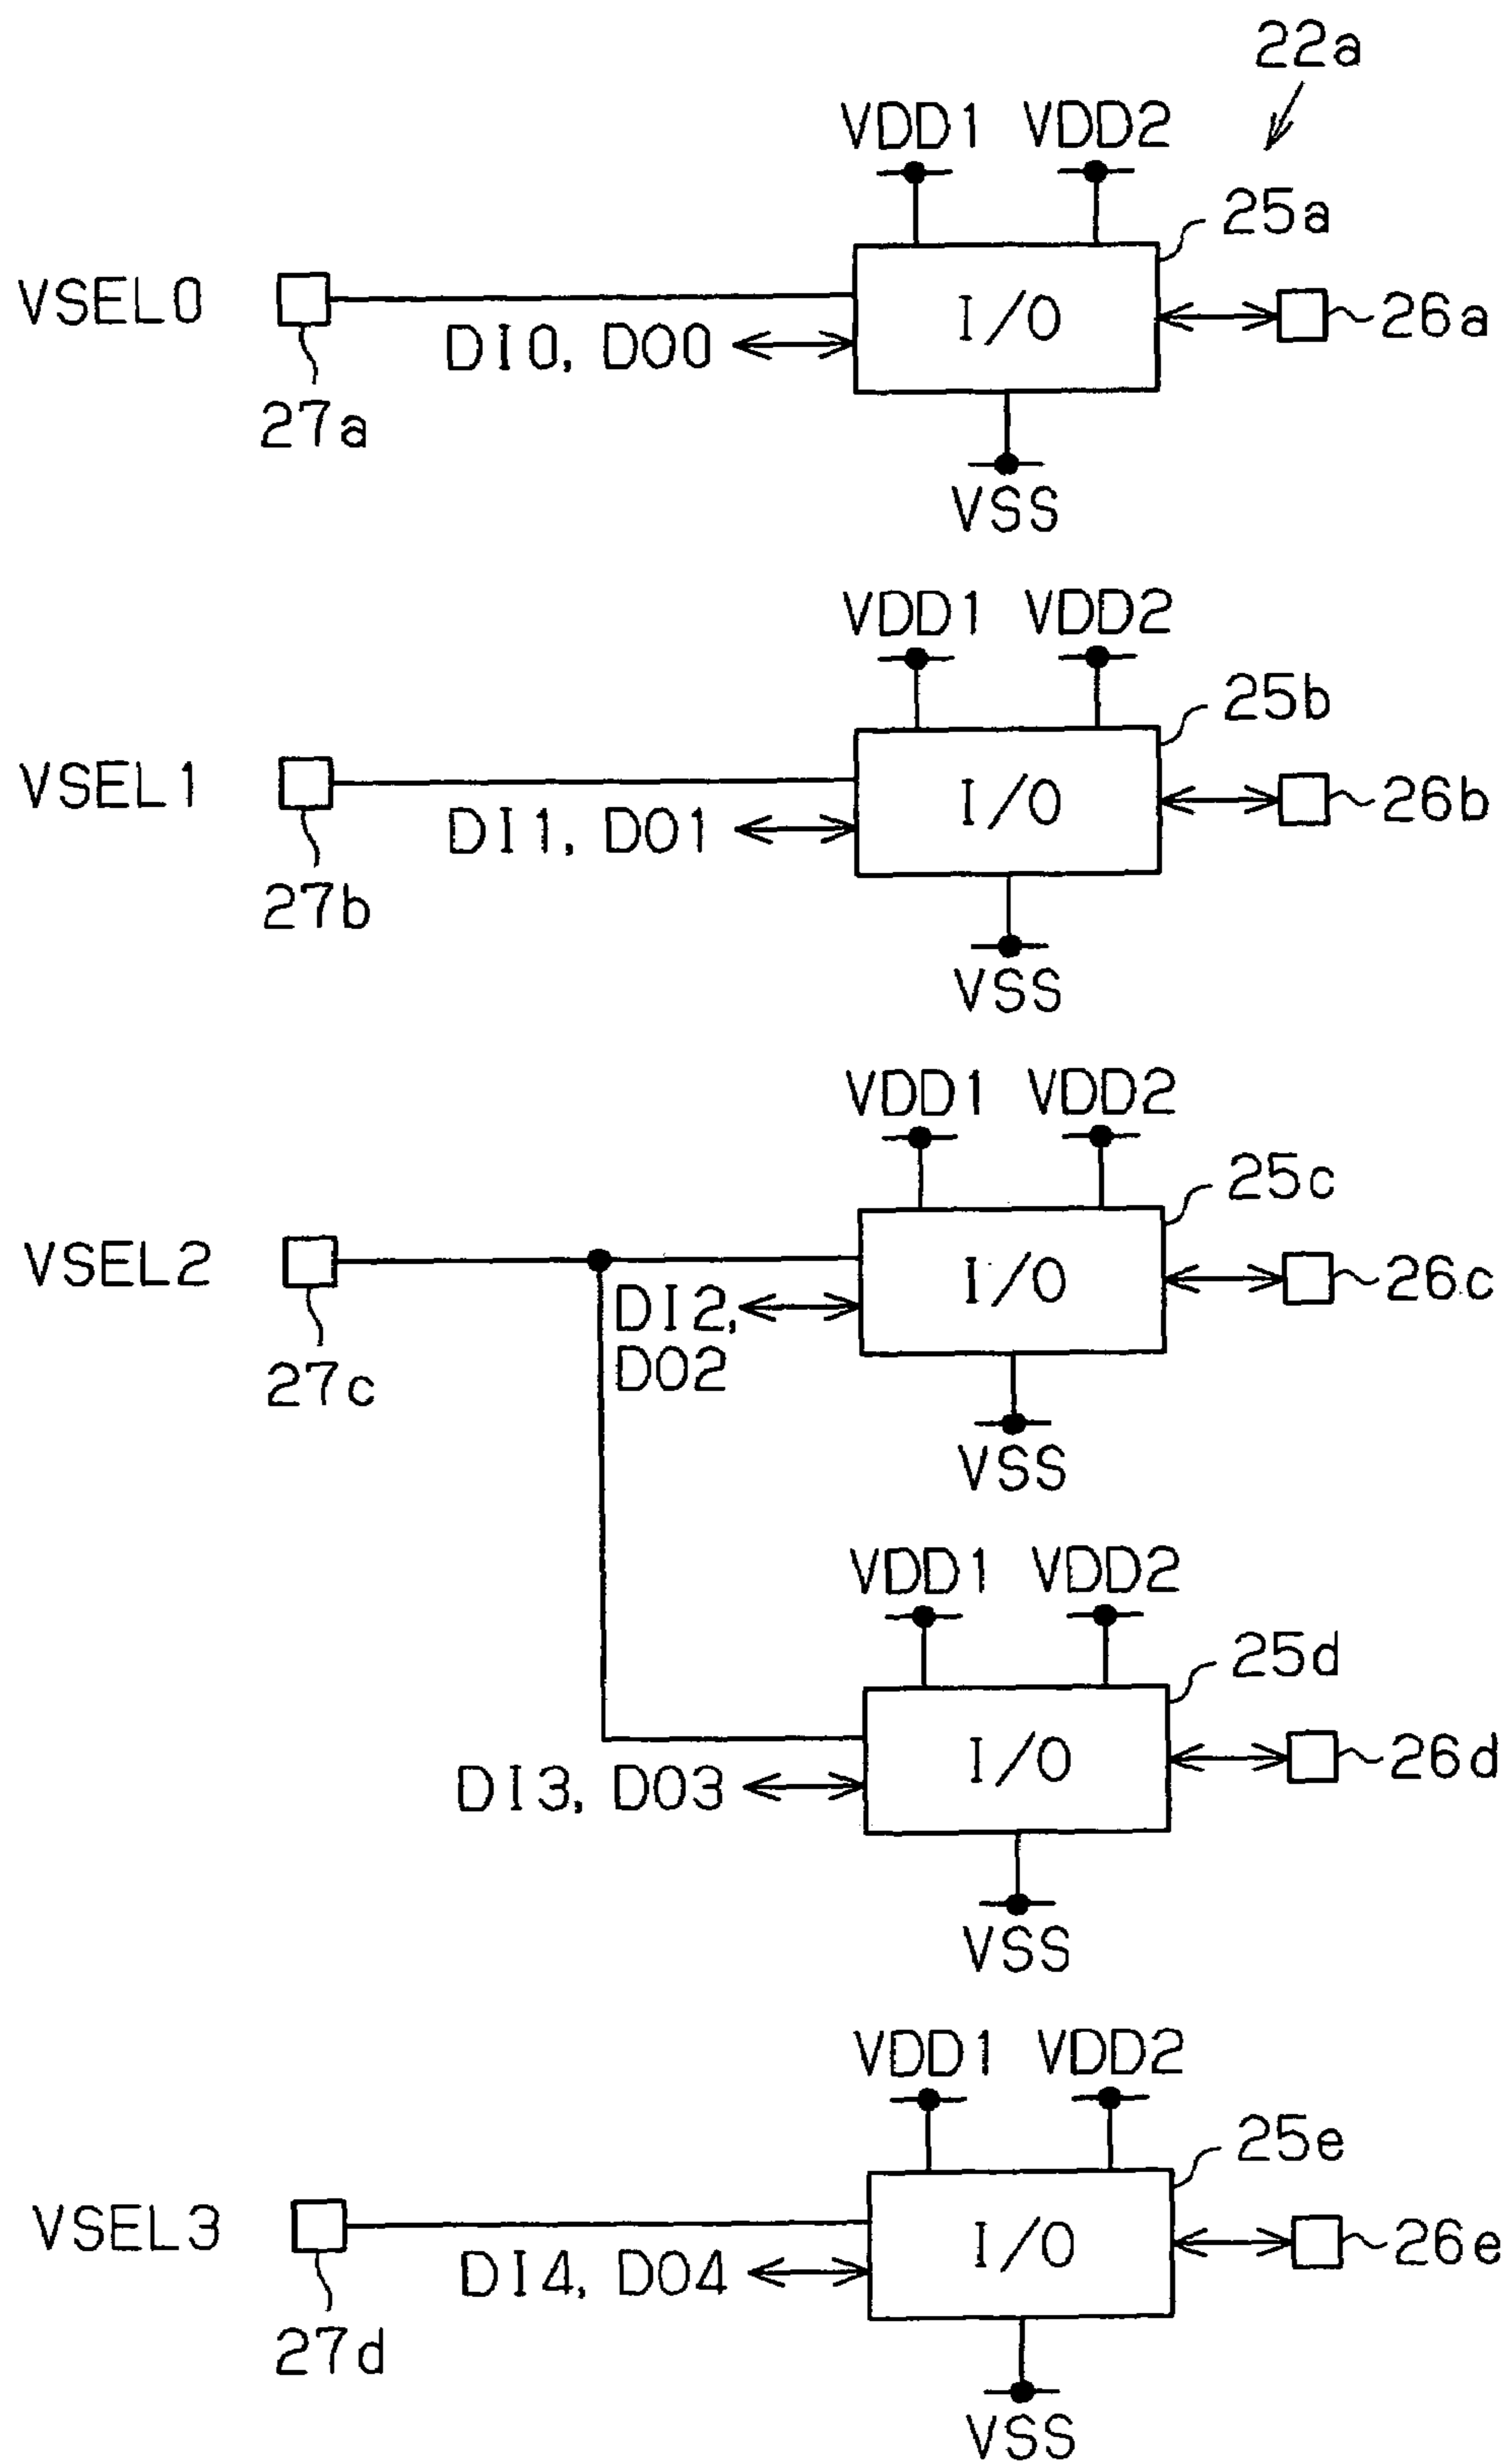 22a
VDD1 VDD2
25a
VSEL0
I/O
26a
DI0, DO0
27a
VSS
VDD1 VDD2
25b
VSEL1
I/O
26b
DI1, DO1
27b
VSS
VDD1 VDD2
25c
VSEL2
I/O
26c
DI2,
DO2
27c
VSS
VDD1 VDD2
25d
I/O
26d
DI3, DO3
VSS
VDD1 VDD2
25e
VSEL3
I/O
26e
DI4, DO4
27d
VSS